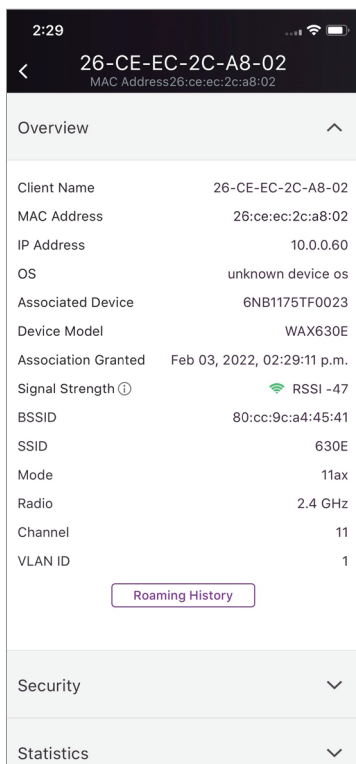 2:29
26-CE-EC-2C-A8-02
MAC Address26:ce:ec:2c:a8:02
Overview
Client Name 26-CE-EC-2C-A8-02
MAC Address 26:ce:ec:2c:a8:02
IP Address 10.0.0.60
OS unknown device os
Associated Device 6NB1175TF0023
Device Model WAX630E
Association Granted Feb 03, 2022, 02:29:11 p.m.
Signal Strength RSSI -47
BSSID 80:cc:9c:a4:45:41
SSID 630E
Mode 11ax
Radio 2.4 GHz
Channel 11
VLAN ID 1
Roaming History
Security
Statistics